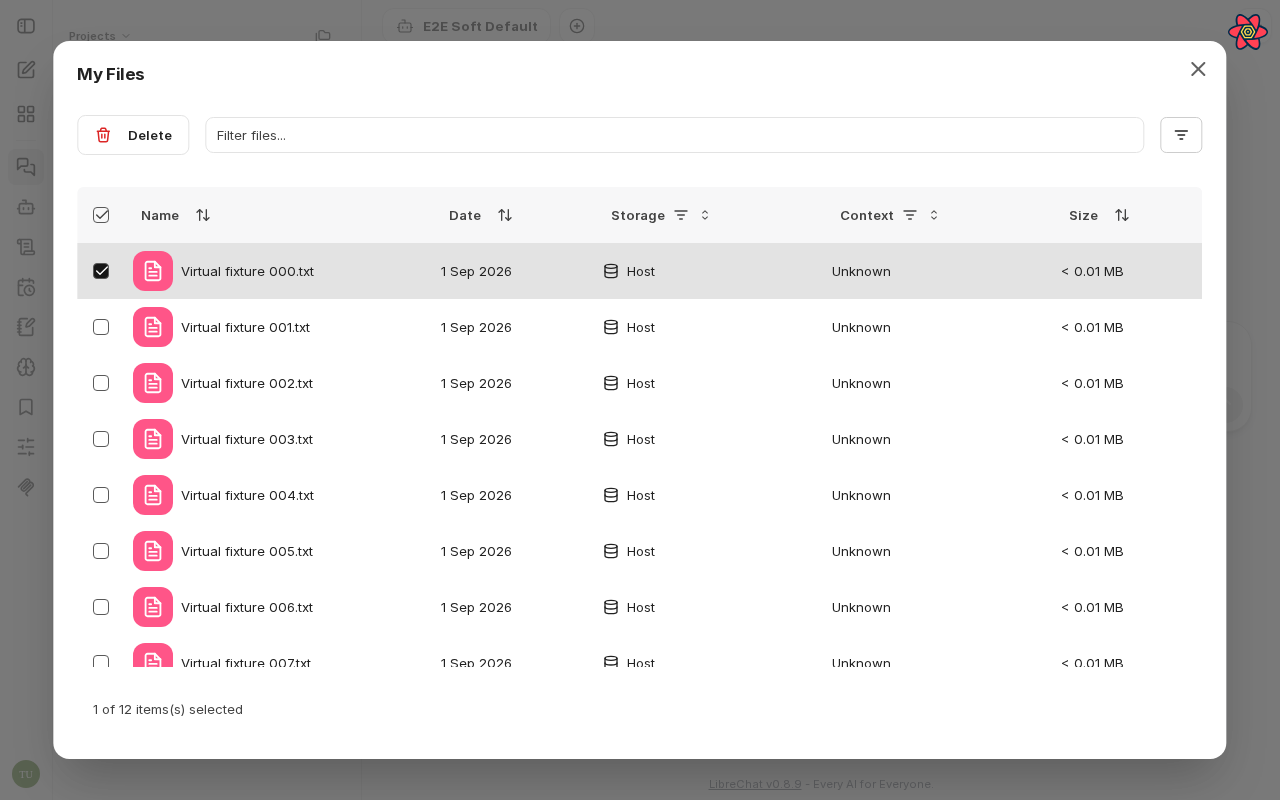 Projects
E2E Soft Default
My Files
Delete
Filter files...
Name Date Storage Context Size
Virtual fixture 000.txt 1 Sep 2026 Host Unknown < 0.01 MB
Virtual fixture 001.txt 1 Sep 2026 Host Unknown < 0.01 MB
Virtual fixture 002.txt 1 Sep 2026 Host Unknown < 0.01 MB
Virtual fixture 003.txt 1 Sep 2026 Host Unknown < 0.01 MB
Virtual fixture 004.txt 1 Sep 2026 Host Unknown < 0.01 MB
Virtual fixture 005.txt 1 Sep 2026 Host Unknown < 0.01 MB
Virtual fixture 006.txt 1 Sep 2026 Host Unknown < 0.01 MB
Virtual fixture 007.txt 1 Sep 2026 Host Unknown < 0.01 MB
1 of 12 items(s) selected
TU
LibreChat v0.8.9 - Every AI for Everyone.